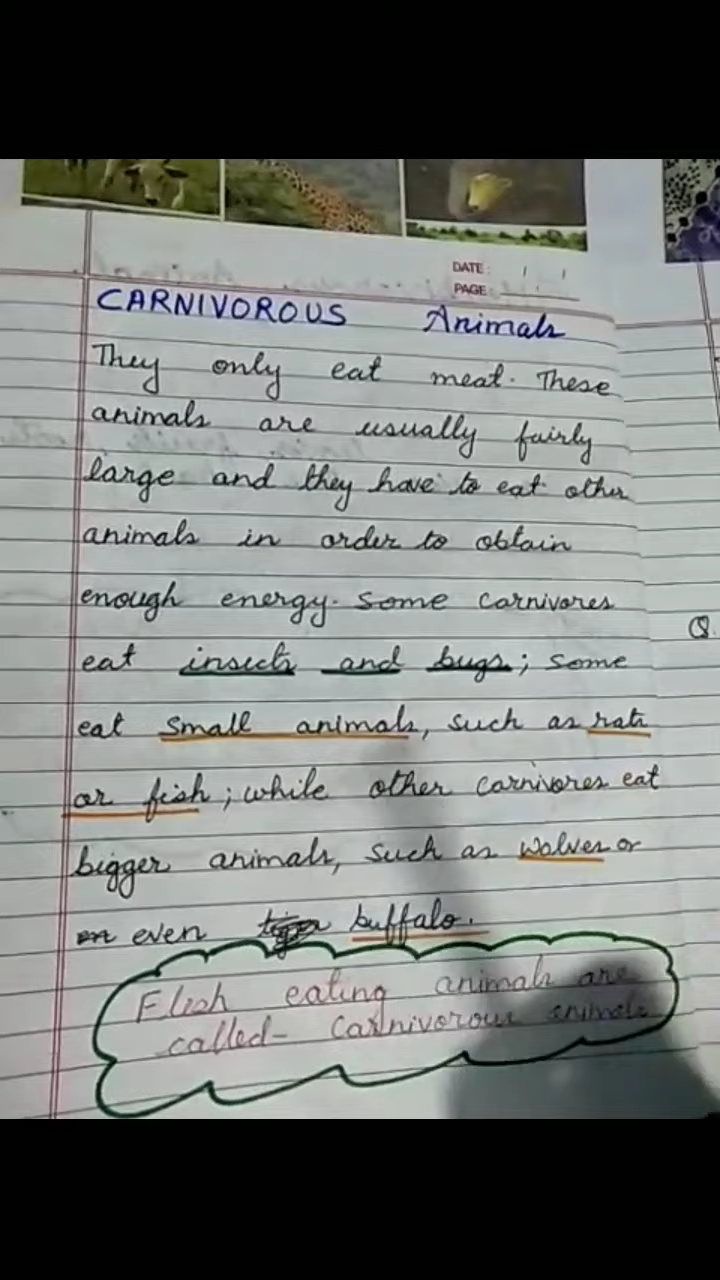 DATE :
PAGE :
CARNIVOROUS Animals
They only eat meat. These
animals are usually fairly
large and they have to eat other
animals in order to obtain
enough energy. Some carnivores
eat insects and bugs; some
eat small animals, such as rats
or fish; while other carnivores eat
bigger animals, such as wolves or
even buffalo.
Flesh eating animals are
called- Carnivorous animals
Q.